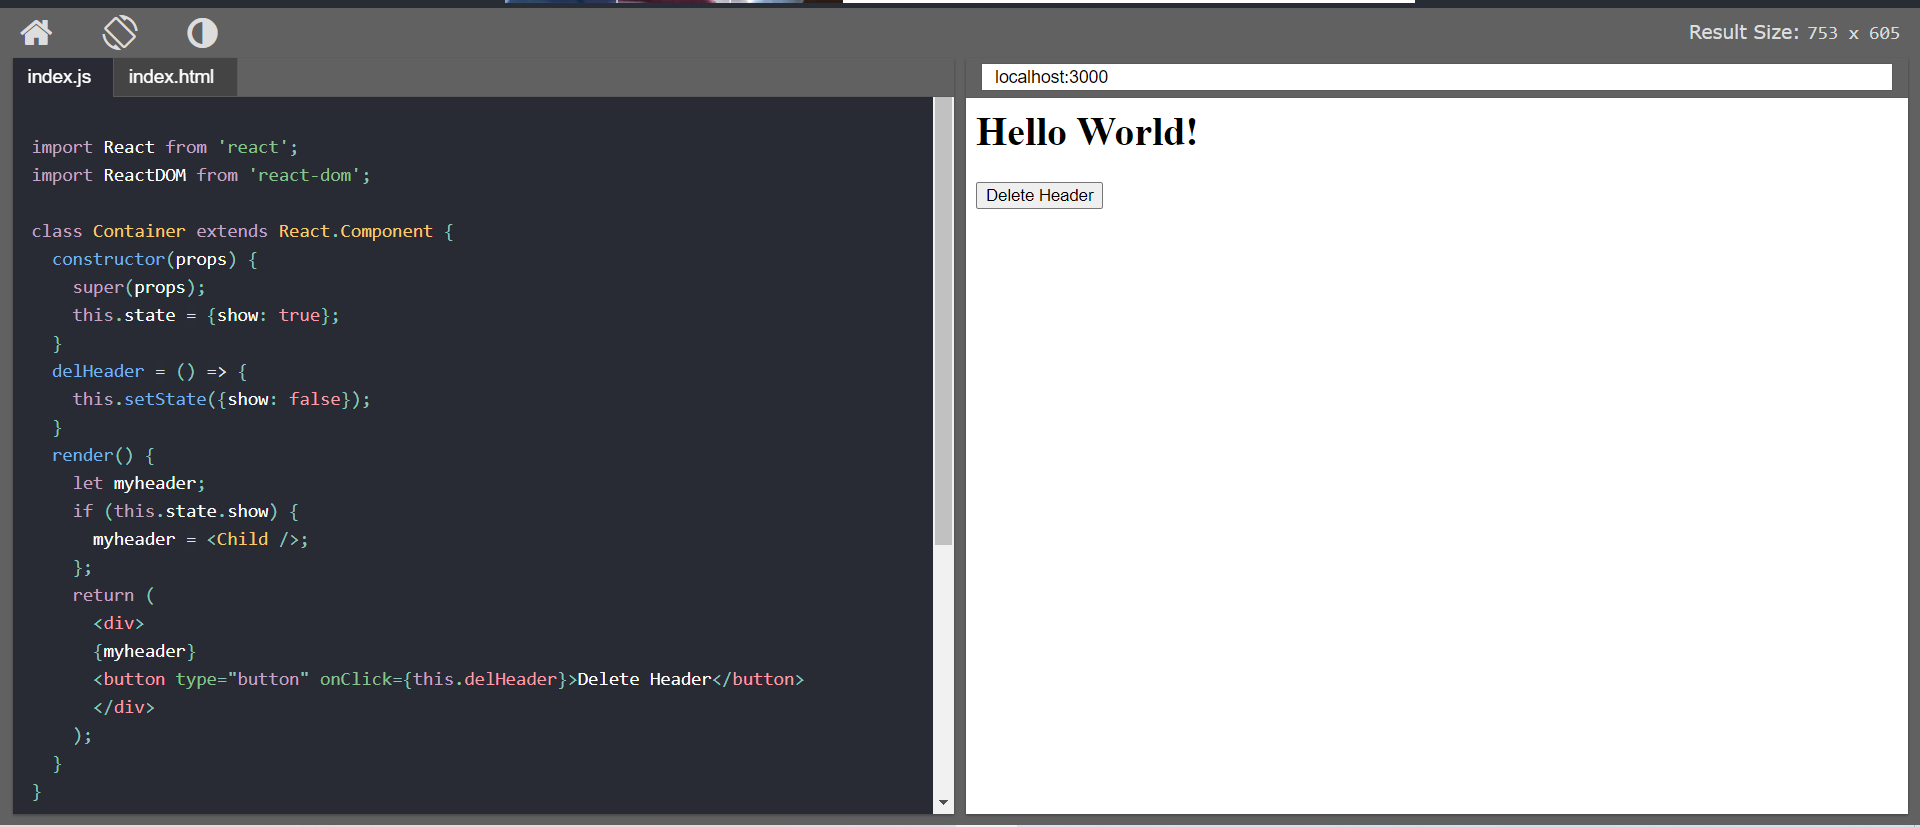 Result Size: 753 x 605
index.js
index.html
import React from 'react';
import ReactDOM from 'react-dom';
class Container extends React.Component {
  constructor(props) {
    super(props);
    this.state = {show: true};
  }
  delHeader = () => {
    this.setState({show: false});
  }
  render() {
    let myheader;
    if (this.state.show) {
      myheader = <Child />;
    };
    return (
      <div>
      {myheader}
      <button type="button" onClick={this.delHeader}>Delete Header</button>
      </div>
    );
  }
}
localhost:3000
Hello World!
Delete Header